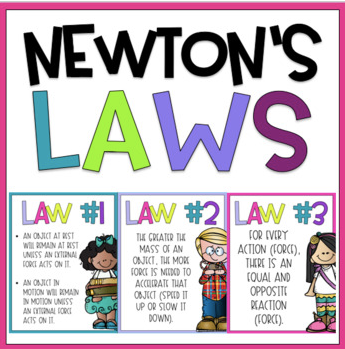 NEWTON'S
LAWS
LAW #1
• AN OBJECT AT REST
WILL REMAIN AT REST
UNLESS AN EXTERNAL
FORCE ACTS ON IT.
• AN OBJECT IN
MOTION WILL REMAIN
IN MOTION UNLESS
AN EXTERNAL FORCE
ACTS ON IT.
LAW #2
THE GREATER THE
MASS OF AN
OBJECT, THE MORE
FORCE IS NEEDED TO
ACCELERATE THAT
OBJECT (SPEED IT
UP OR SLOW IT
DOWN).
LAW #3
FOR EVERY
ACTION (FORCE),
THERE IS AN
EQUAL AND
OPPOSITE
REACTION
(FORCE).